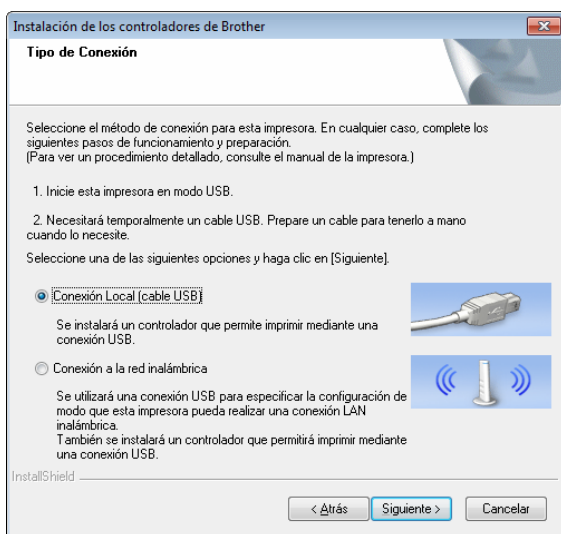 Instalación de los controladores de Brother
Tipo de Conexión
Seleccione el método de conexión para esta impresora. En cualquier caso, complete los
siguientes pasos de funcionamiento y preparación.
(Para ver un procedimiento detallado, consulte el manual de la impresora.)
1. Inicie esta impresora en modo USB.
2. Necesitará temporalmente un cable USB. Prepare un cable para tenerlo a mano
cuando lo necesite.
Seleccione una de las siguientes opciones y haga clic en [Siguiente].
Conexión Local (cable USB)
Se instalará un controlador que permite imprimir mediante una
conexión USB.
Conexión a la red inalámbrica
Se utilizará una conexión USB para especificar la configuración de
modo que esta impresora pueda realizar una conexión LAN
inalámbrica.
También se instalará un controlador que permitirá imprimir mediante
una conexión USB.
InstallShield
< Atrás Siguiente > Cancelar